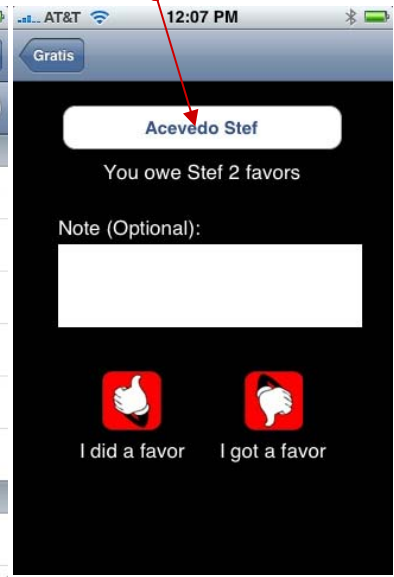 AT&T 12:07 PM
Gratis
Acevedo Stef
You owe Stef 2 favors
Note (Optional):
I did a favor I got a favor